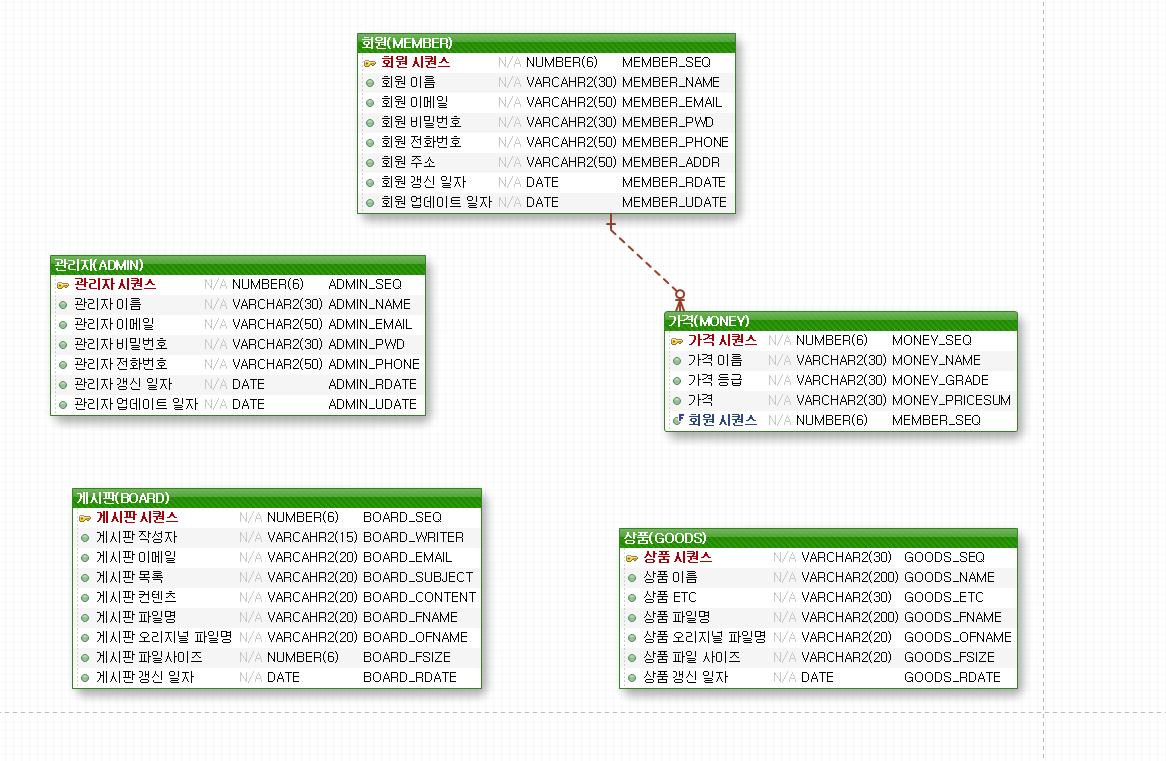 회원(MEMBER)
회원 시퀀스 N/A NUMBER(6) MEMBER_SEQ
회원 이름 N/A VARCAHR2(30) MEMBER_NAME
회원 이메일 N/A VARCAHR2(50) MEMBER_EMAIL
회원 비밀번호 N/A VARCAHR2(30) MEMBER_PWD
회원 전화번호 N/A VARCAHR2(50) MEMBER_PHONE
회원 주소 N/A VARCAHR2(50) MEMBER_ADDR
회원 갱신 일자 N/A DATE MEMBER_RDATE
회원 업데이트 일자 N/A DATE MEMBER_UDATE
관리지(ADMIN)
관리자 시퀀스 N/A NUMBER(6) ADMIN_SEQ
관리자 이름 N/A VARCHAR2(30) ADMIN_NAME
관리자 이메일 N/A VARCHAR2(50) ADMIN_EMAIL
관리자 비밀번호 N/A VARCHAR2(30) ADMIN_PWD
관리자 전화번호 N/A VARCHAR2(50) ADMIN_PHONE
관리자 갱신 일자 N/A DATE ADMIN_RDATE
관리자 업데이트 일자 N/A DATE ADMIN_UDATE
가격(MONEY)
가격 시퀀스 N/A NUMBER(6) MONEY_SEQ
가격 이름 N/A VARCHAR2(30) MONEY_NAME
가격 등급 N/A VARCHAR2(30) MONEY_GRADE
가격 N/A VARCHAR2(30) MONEY_PRICESUM
F 회원 시퀀스 N/A NUMBER(6) MEMBER_SEQ
게시판(BOARD)
게시판 시퀀스 N/A NUMBER(6) BOARD_SEQ
게시판 작성자 N/A VARCAHR2(15) BOARD_WRITER
게시판 이메일 N/A VARCAHR2(20) BOARD_EMAIL
게시판 목록 N/A VARCAHR2(20) BOARD_SUBJECT
게시판 컨텐츠 N/A VARCAHR2(20) BOARD_CONTENT
게시판 파일명 N/A VARCAHR2(20) BOARD_FNAME
게시판 오리지널 파일명 N/A VARCAHR2(20) BOARD_OFNAME
게시판 파일사이즈 N/A NUMBER(6) BOARD_FSIZE
게시판 갱신 일자 N/A DATE BOARD_RDATE
상품(GOODS)
상품 시퀀스 N/A VARCHAR2(30) GOODS_SEQ
상품 이름 N/A VARCHAR2(200) GOODS_NAME
상품 ETC N/A VARCHAR2(30) GOODS_ETC
상품 파일명 N/A VARCHAR2(200) GOODS_FNAME
상품 오리지널 파일명 N/A VARCHAR2(20) GOODS_OFNAME
상품 파일 사이즈 N/A VARCHAR2(20) GOODS_FSIZE
상품 갱신 일자 N/A DATE GOODS_RDATE